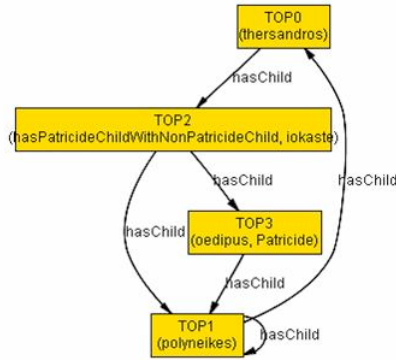 TOP0
(thersandros)
hasChild
TOP2
(hasPatricideChildWithNonPatricideChild, iokaste)
hasChild
hasChild
TOP3
(oedipus, Patricide)
hasChild
hasChild
TOP1
(polyneikes)
hasChild